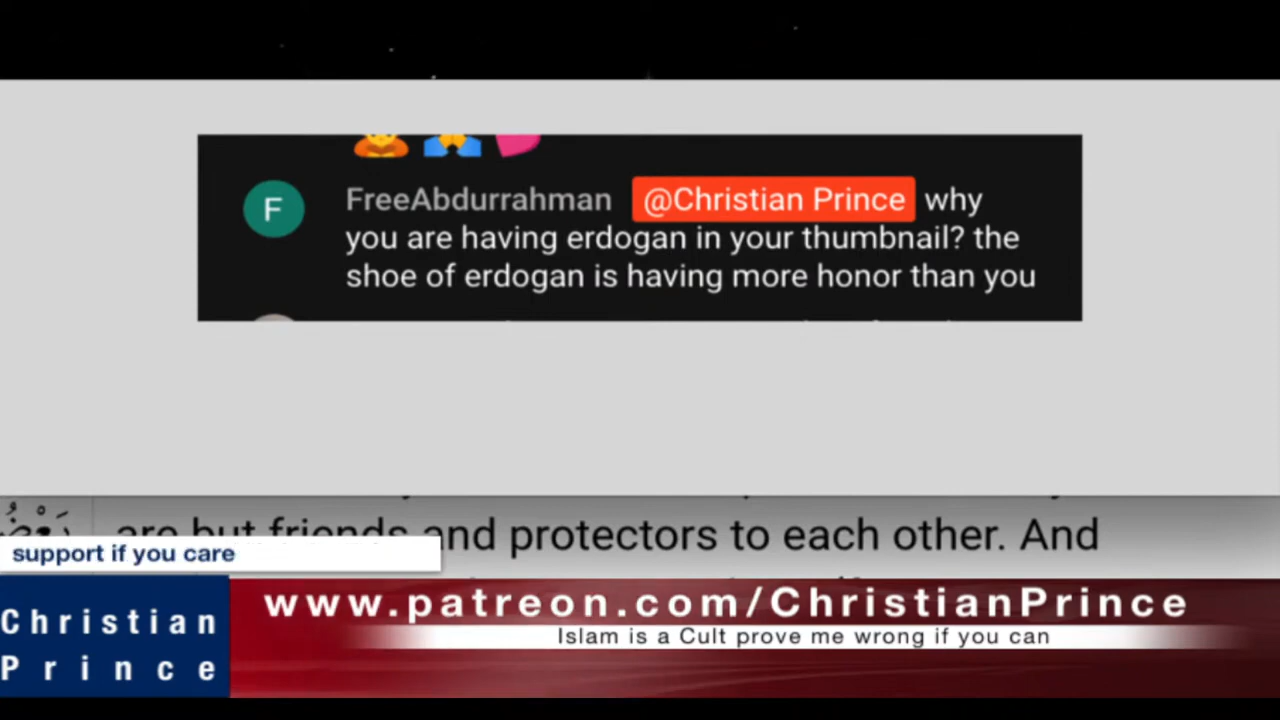 FreeAbdurrahman @Christian Prince why
you are having erdogan in your thumbnail? the
shoe of erdogan is having more honor than you
are but friends and protectors to each other. And
support if you care
www.patreon.com/ChristianPrince
Islam is a Cult prove me wrong if you can
Christian
Prince